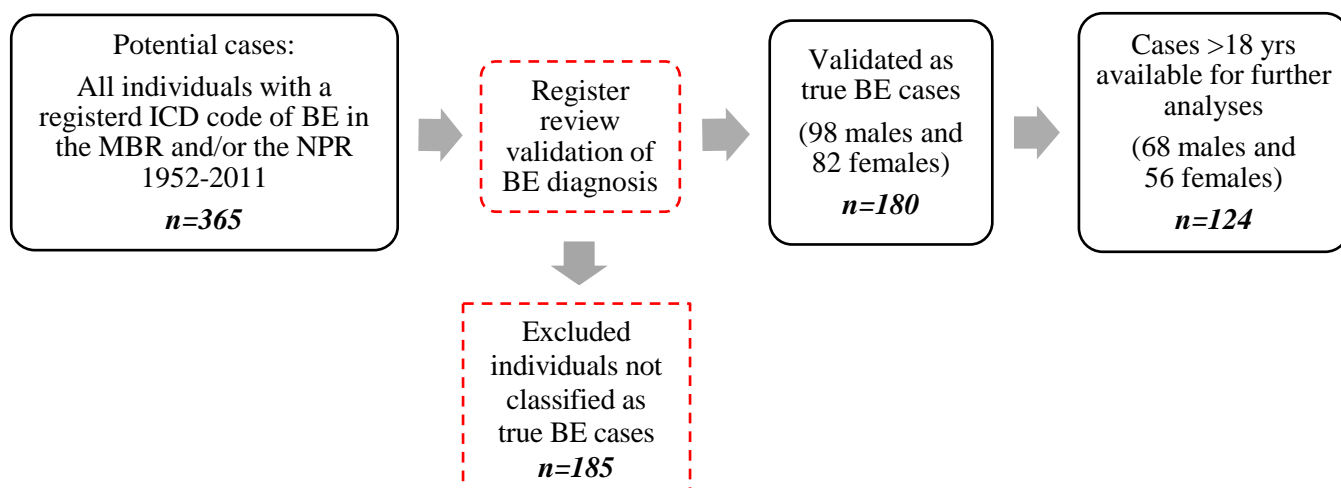 Potential cases:
All individuals with a
registerd ICD code of BE in
the MBR and/or the NPR
1952-2011
n=365
Register
review
validation of
BE diagnosis
Validated as
true BE cases
(98 males and
82 females)
n=180
Cases >18 yrs
available for further
analyses
(68 males and
56 females)
n=124
Excluded
individuals not
classified as
true BE cases
n=185